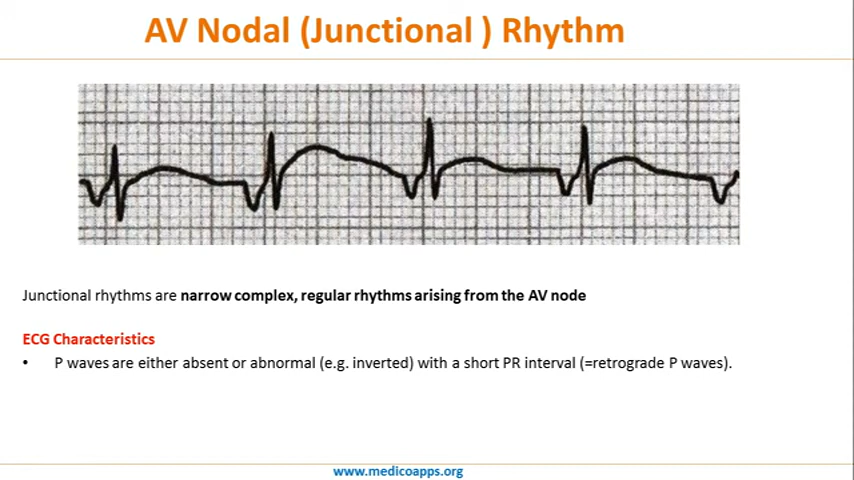 AV Nodal (Junctional ) Rhythm
Junctional rhythms are narrow complex, regular rhythms arising from the AV node
ECG Characteristics
• P waves are either absent or abnormal (e.g. inverted) with a short PR interval (=retrograde P waves).
www.medicoapps.org